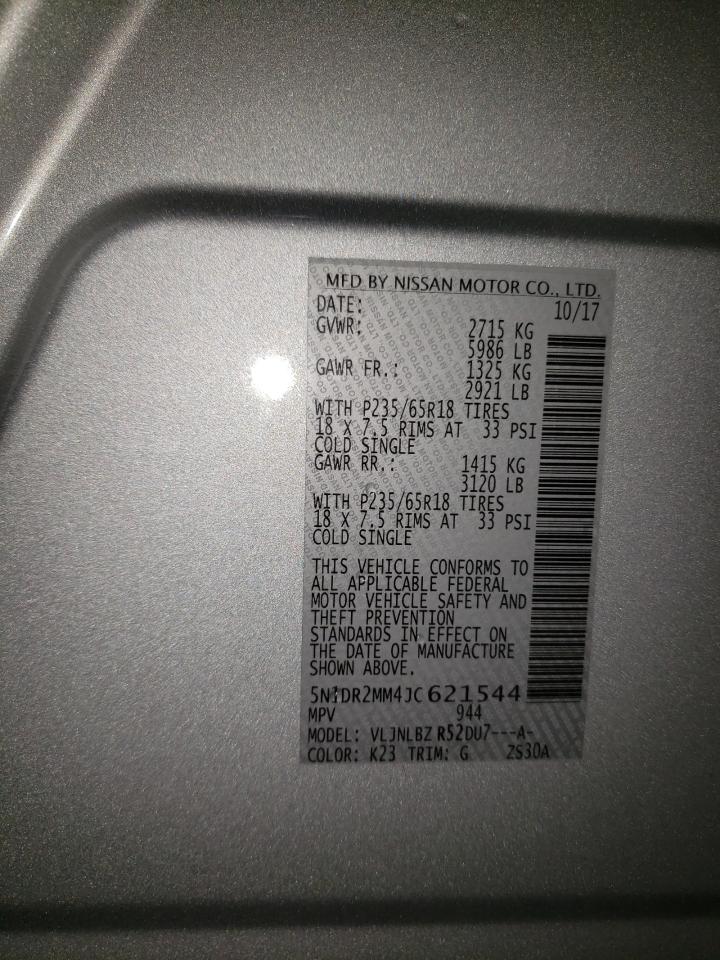 MFD BY NISSAN MOTOR CO., LTD.
DATE: 10/17
GVWR: 2715 KG
5986 LB
GAWR FR.: 1325 KG
2921 LB
WITH P235/65R18 TIRES
18 X 7.5 RIMS AT 33 PSI
COLD SINGLE
GAWR RR.: 1415 KG
3120 LB
WITH P235/65R18 TIRES
18 X 7.5 RIMS AT 33 PSI
COLD SINGLE
THIS VEHICLE CONFORMS TO
ALL APPLICABLE FEDERAL
MOTOR VEHICLE SAFETY AND
THEFT PREVENTION
STANDARDS IN EFFECT ON
THE DATE OF MANUFACTURE
SHOWN ABOVE.
5N1DR2MM4JC621544
MPV 944
MODEL: VLJNLBZ R52DU7---A-
COLOR: K23 TRIM: G ZS30A